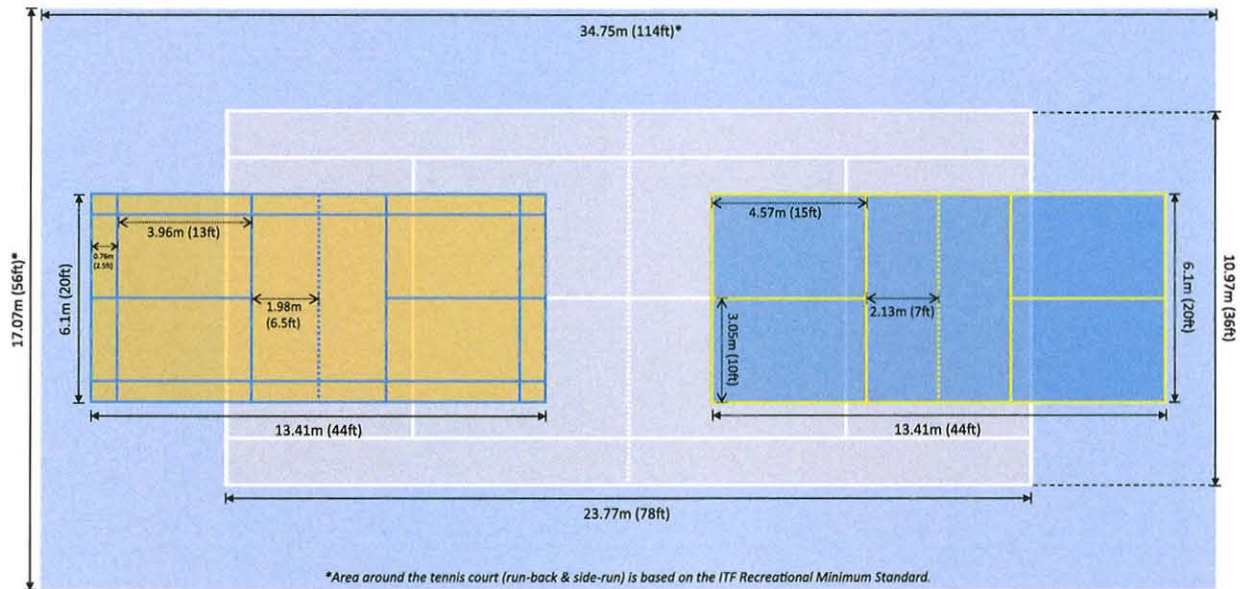 34.75m (114ft)*
17.07m (56ft)*
6.1m (20ft)
0.76m
(2.5ft)
3.96m (13ft)
1.98m
(6.5ft)
13.41m (44ft)
4.57m (15ft)
3.05m (10ft)
2.13m (7ft)
13.41m (44ft)
6.1m (20ft)
10.97m (36ft)
23.77m (78ft)
*Area around the tennis court (run-back & side-run) is based on the ITF Recreational Minimum Standard.